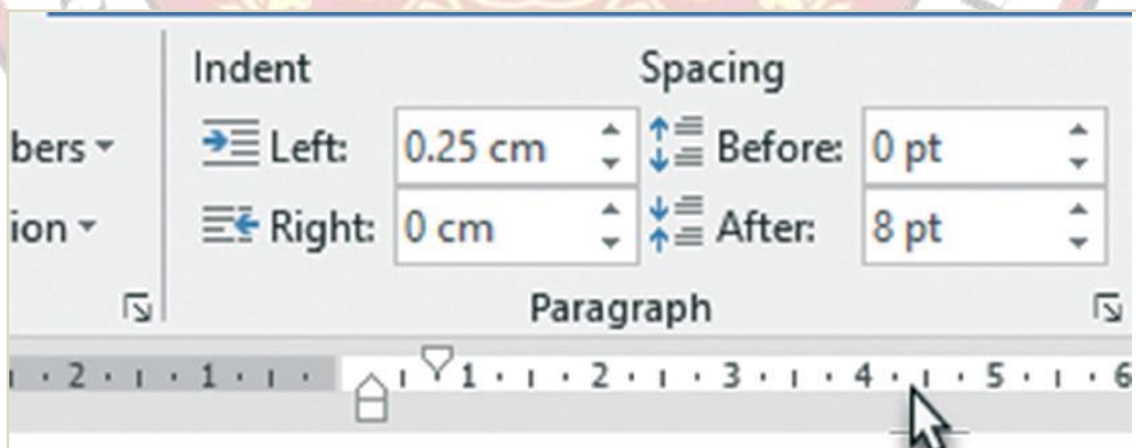 Indent Spacing
bers Left: 0.25 cm Before: 0 pt
ion Right: 0 cm After: 8 pt
Paragraph
2 1 1 2 3 4 5 6